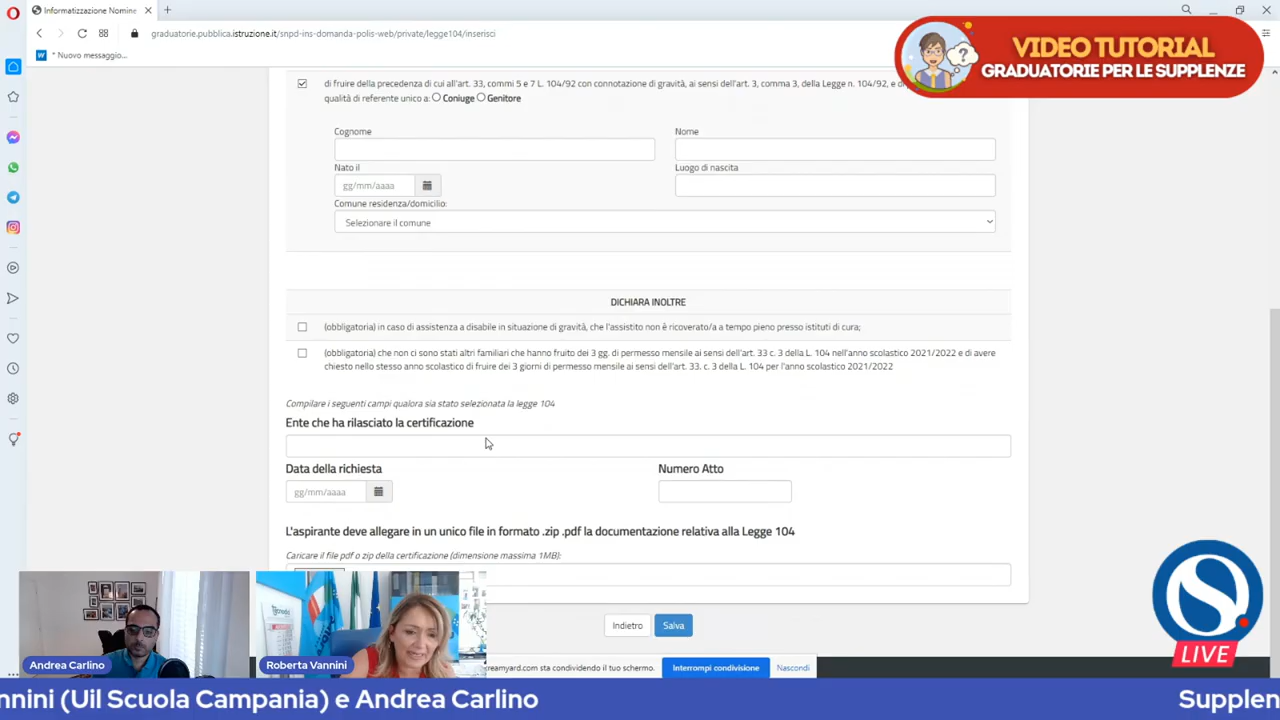 Informatizzazione Nomine
graduatorie.pubblica.istruzione.it/snpd-ins-domanda-polis-web/private/legge104/inserisci
* Nuovo messaggio...
VIDEO TUTORIAL
GRADUATORIE PER LE SUPPLENZE
di fruire della precedenza di cui all'art. 33, commi 5 e 7 L. 104/92 con connotazione di gravità, ai sensi dell'art. 3, comma 3, della Legge n. 104/92, e di
qualità di referente unico a: Coniuge Genitore
Cognome
Nome
Nato il
Luogo di nascita
gg/mm/aaaa
Comune residenza/domicilio:
Selezionare il comune
DICHIARA INOLTRE
(obbligatoria) in caso di assistenza a disabile in situazione di gravità, che l'assistito non è ricoverato/a a tempo pieno presso istituti di cura;
(obbligatoria) che non ci sono stati altri familiari che hanno fruito dei 3 gg. di permesso mensile ai sensi dell'art. 33 c. 3 della L. 104 nell'anno scolastico 2021/2022 e di avere
chiesto nello stesso anno scolastico di fruire dei 3 giorni di permesso mensile ai sensi dell'art. 33. c. 3 della L. 104 per l'anno scolastico 2021/2022
Compilare i seguenti campi qualora sia stato selezionata la legge 104
Ente che ha rilasciato la certificazione
Data della richiesta
Numero Atto
gg/mm/aaaa
L'aspirante deve allegare in un unico file in formato .zip .pdf la documentazione relativa alla Legge 104
Caricare il file pdf o zip della certificazione (dimensione massima 1MB):
Indietro
Salva
Andrea Carlino
Roberta Vannini
eamyard.com sta condividendo il tuo schermo.
Interrompi condivisione
Nascondi
S
LIVE
nnini (Uil Scuola Campania) e Andrea Carlino
Supplen